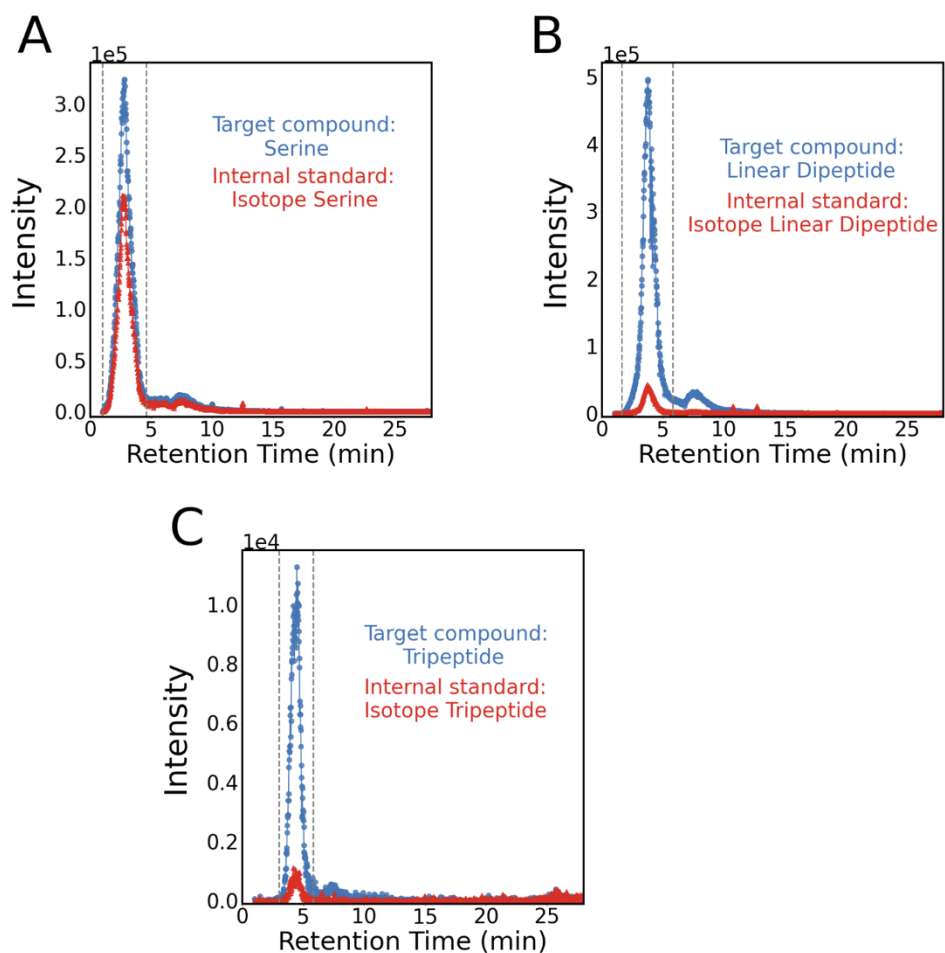 A
1e5
Intensity
3.0
2.5
2.0
1.5
1.0
0.5
0.0
Target compound:
Serine
Internal standard:
Isotope Serine
0 5 10 15 20 25
Retention Time (min)
B
1e5
Intensity
5
4
3
2
1
0
Target compound:
Linear Dipeptide
Internal standard:
Isotope Linear Dipeptide
0 5 10 15 20 25
Retention Time (min)
C
1e4
Intensity
1.0
0.8
0.6
0.4
0.2
0.0
Target compound:
Tripeptide
Internal standard:
Isotope Tripeptide
0 5 10 15 20 25
Retention Time (min)